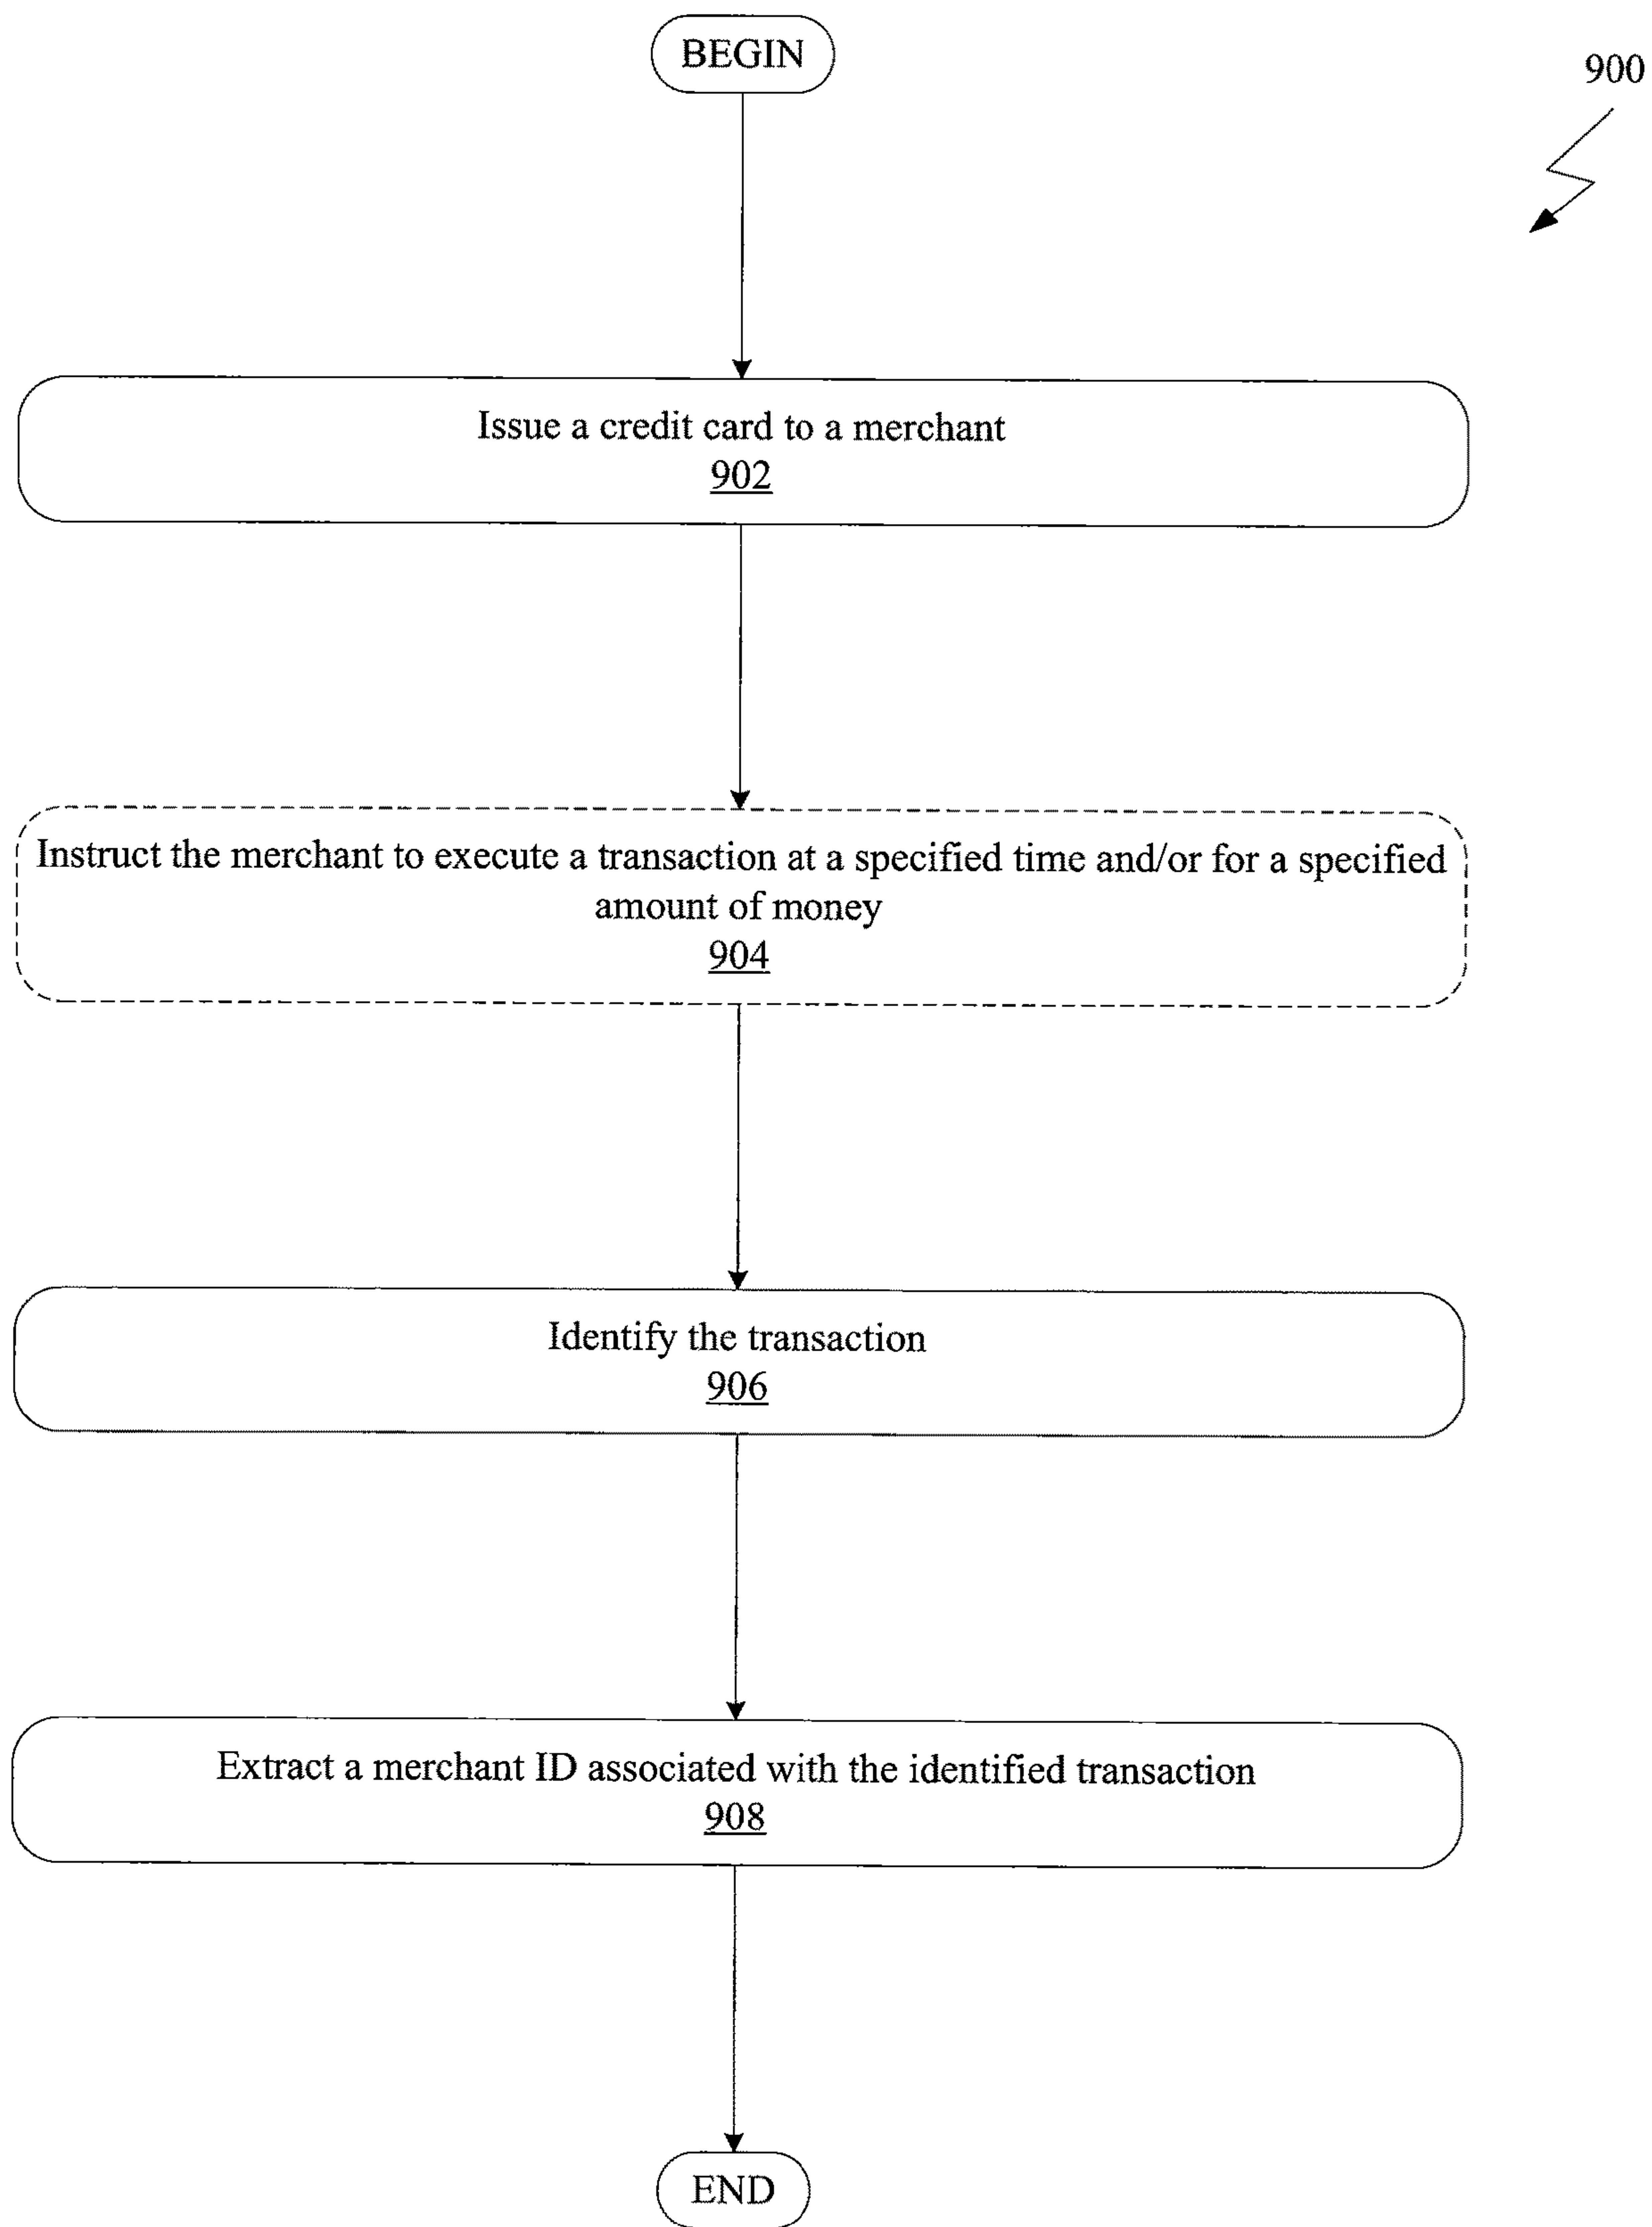 BEGIN
900
Issue a credit card to a merchant
902
Instruct the merchant to execute a transaction at a specified time and/or for a specified
amount of money
904
Identify the transaction
906
Extract a merchant ID associated with the identified transaction
908
END